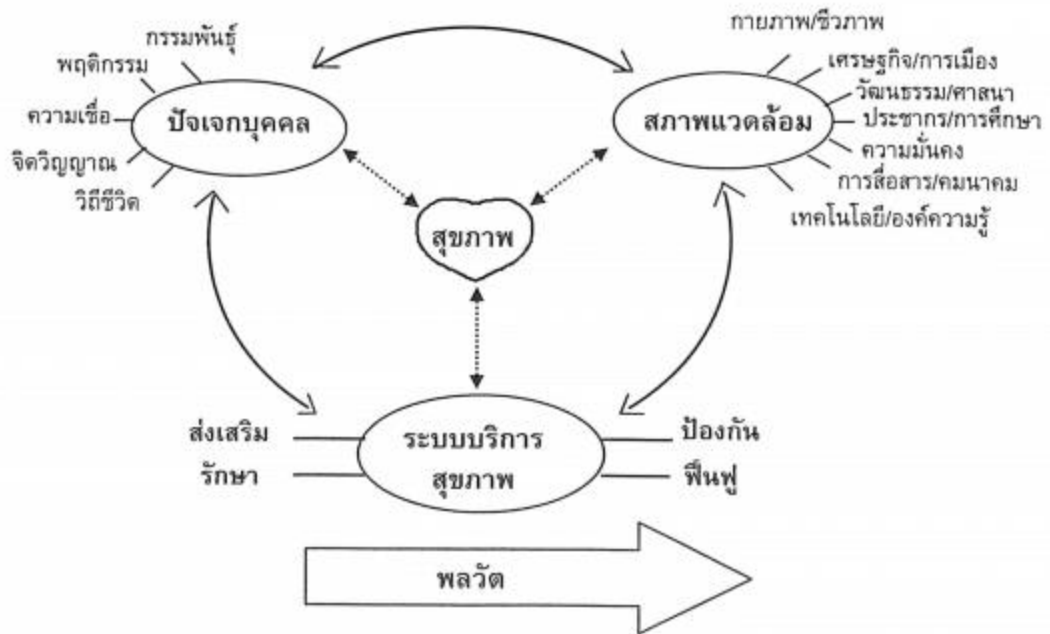 กรรมพันธุ์
พฤติกรรม
ความเชื่อ
จิตวิญญาณ
วิถีชีวิต
ปัจเจกบุคคล
กายภาพ/ชีวภาพ
เศรษฐกิจ/การเมือง
วัฒนธรรม/ศาสนา
ประชากร/การศึกษา
ความมั่นคง
การสื่อสาร/คมนาคม
เทคโนโลยี/องค์ความรู้
สภาพแวดล้อม
สุขภาพ
ส่งเสริม
รักษา
ระบบบริการ
สุขภาพ
ป้องกัน
ฟื้นฟู
พลวัต